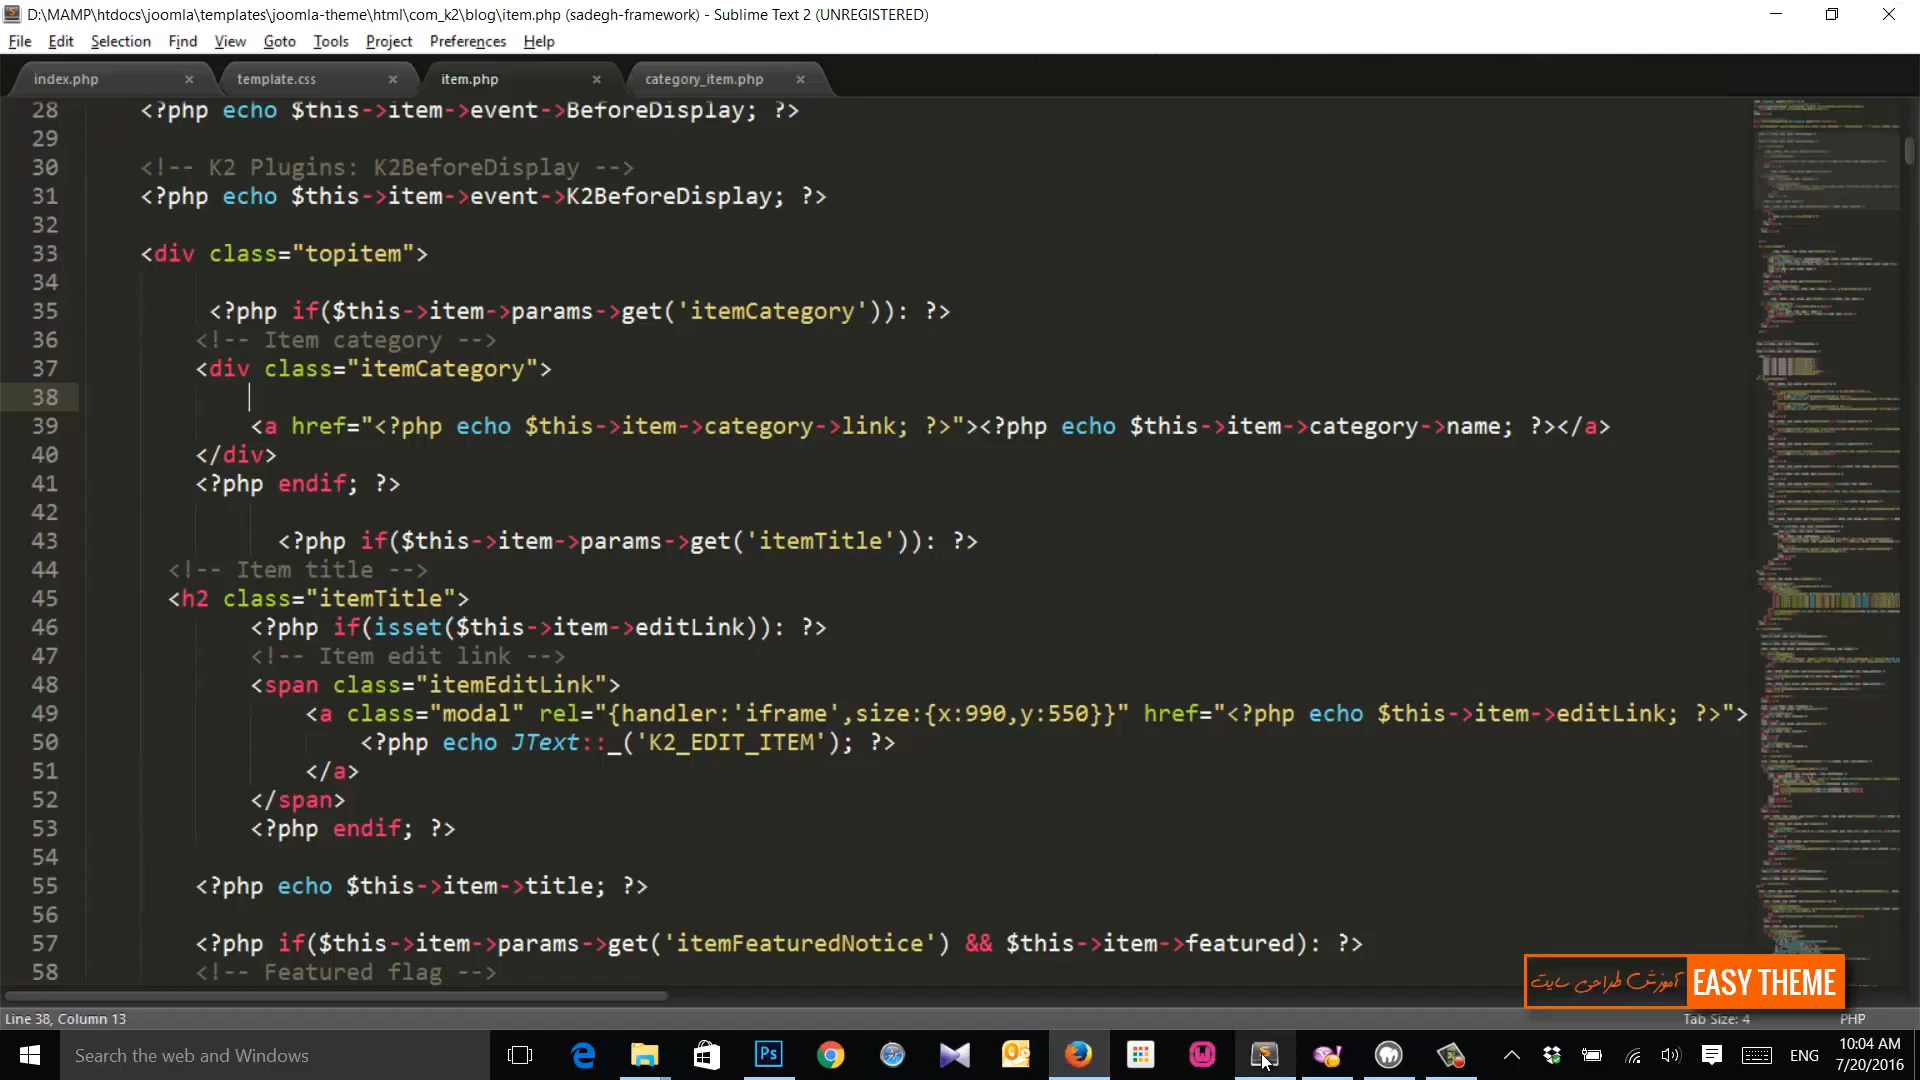 D:\MAMP\htdocs\joomla\templates\joomla-theme\html\com_k2\blog\item.php (sadegh-framework) - Sublime Text 2 (UNREGISTERED)
File Edit Selection Find View Goto Tools Project Preferences Help
index.php × template.css × item.php × category_item.php ×
28 <?php echo $this->item->event->BeforeDisplay; ?>
29
30 <!-- K2 Plugins: K2BeforeDisplay -->
31 <?php echo $this->item->event->K2BeforeDisplay; ?>
32
33 <div class="topitem">
34
35 <?php if($this->item->params->get('itemCategory')): ?>
36 <!-- Item category -->
37 <div class="itemCategory">
38
39 <a href="<?php echo $this->item->category->link; ?>"><?php echo $this->item->category->name; ?></a>
40 </div>
41 <?php endif; ?>
42
43 <?php if($this->item->params->get('itemTitle')): ?>
44 <!-- Item title -->
45 <h2 class="itemTitle">
46 <?php if(isset($this->item->editLink)): ?>
47 <!-- Item edit link -->
48 <span class="itemEditLink">
49 <a class="modal" rel="{handler:'iframe',size:{x:990,y:550}}" href="<?php echo $this->item->editLink; ?>">
50 <?php echo JText::_('K2_EDIT_ITEM'); ?>
51 </a>
52 </span>
53 <?php endif; ?>
54
55 <?php echo $this->item->title; ?>
56
57 <?php if($this->item->params->get('itemFeaturedNotice') && $this->item->featured): ?>
58 <!-- Featured flag -->
آموزش طراحی سایت EASY THEME
Line 38, Column 13 Tab Size: 4 PHP
Search the web and Windows
Ps
ENG
10:04 AM
7/20/2016